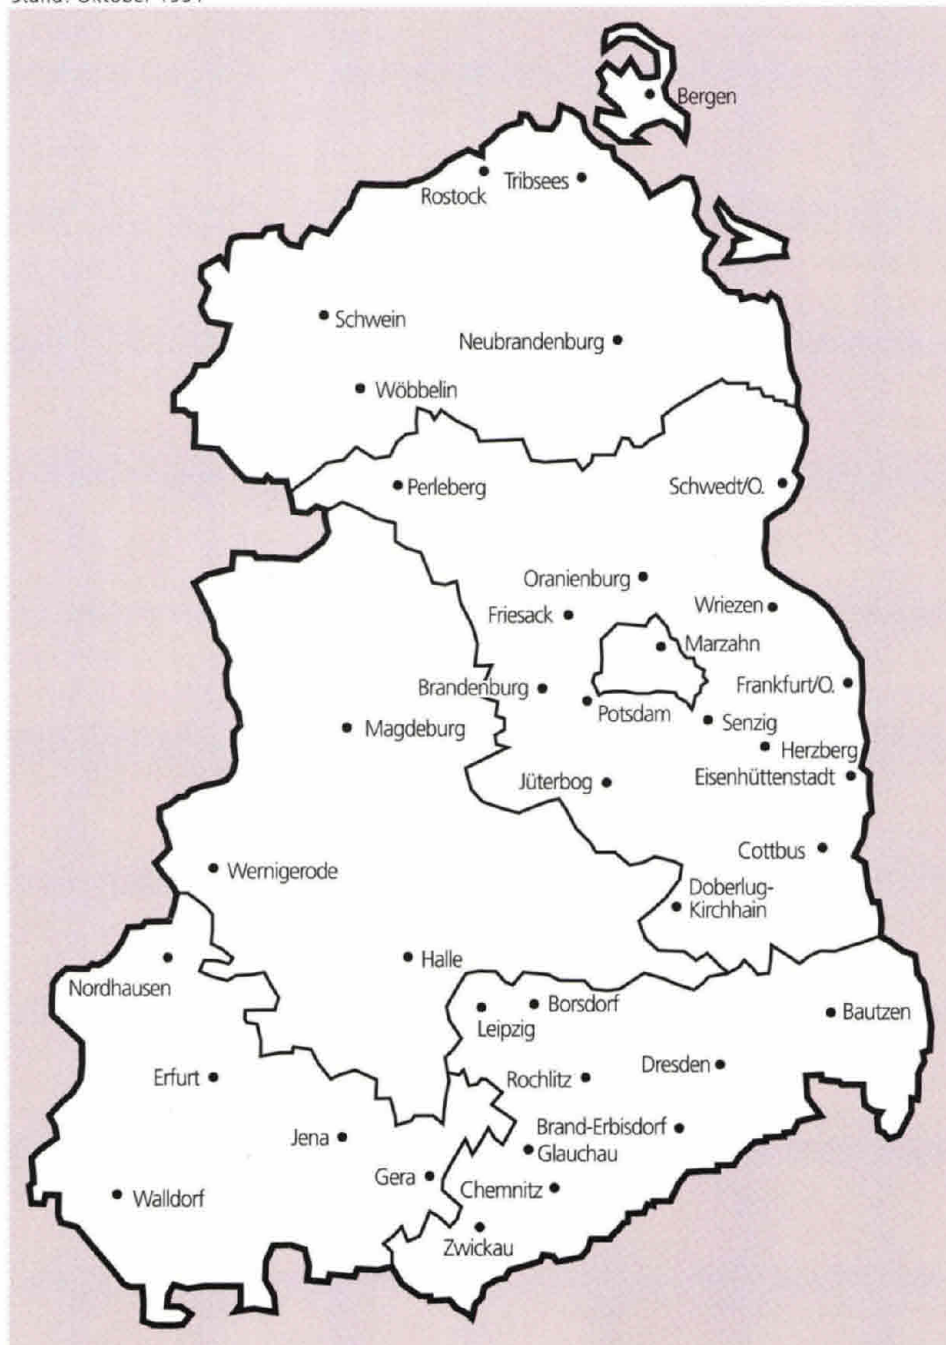 Bergen
Rostock
Tribsees
Schwein
Neubrandenburg
Wöbbelin
Perleberg
Schwedt/O.
Oranienburg
Wriezen
Friesack
Marzahn
Brandenburg
Frankfurt/O.
Potsdam
Senzig
Magdeburg
Herzberg
Eisenhüttenstadt
Jüterbog
Cottbus
Wernigerode
Doberlug-
Kirchhain
Halle
Nordhausen
Borsdorf
Leipzig
Bautzen
Erfurt
Rochlitz
Dresden
Jena
Brand-Erbisdorf
Glauchau
Gera
Chemnitz
Walldorf
Zwickau